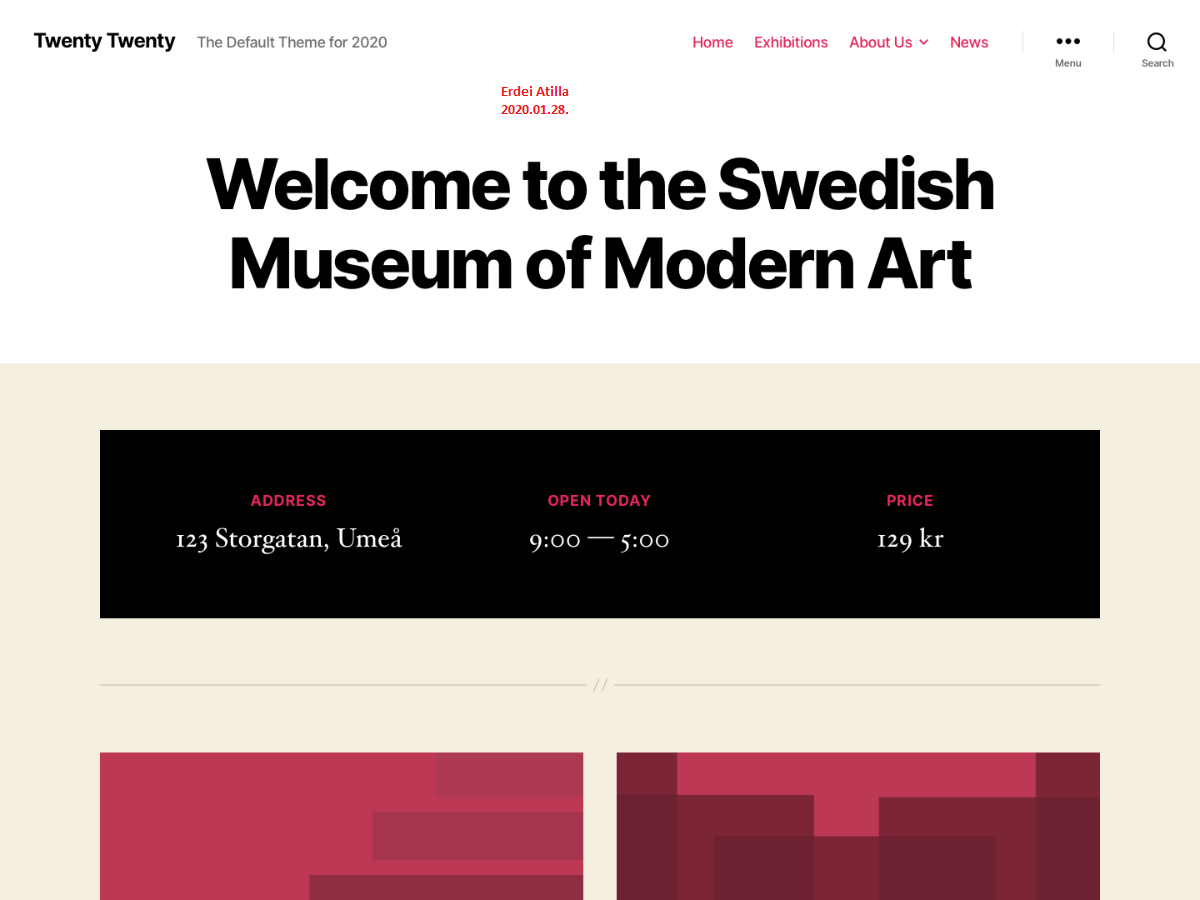 Twenty Twenty
The Default Theme for 2020
Home
Exhibitions
About Us
News
Menu
Search
Erdei Atilla
2020.01.28.
Welcome to the Swedish
Museum of Modern Art
ADDRESS
123 Storgatan, Umeå
OPEN TODAY
9:00 — 5:00
PRICE
129 kr
//